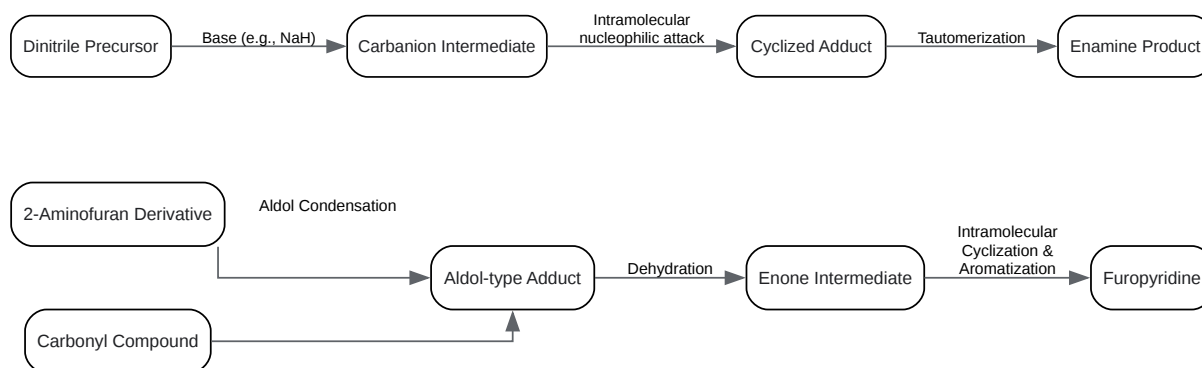 Dinitrile Precursor
Base (e.g., NaH)
Carbanion Intermediate
Intramolecular
nucleophilic attack
Cyclized Adduct
Tautomerization
Enamine Product
2-Aminofuran Derivative
Aldol Condensation
Carbonyl Compound
Aldol-type Adduct
Dehydration
Enone Intermediate
Intramolecular
Cyclization &
Aromatization
Furopyridine